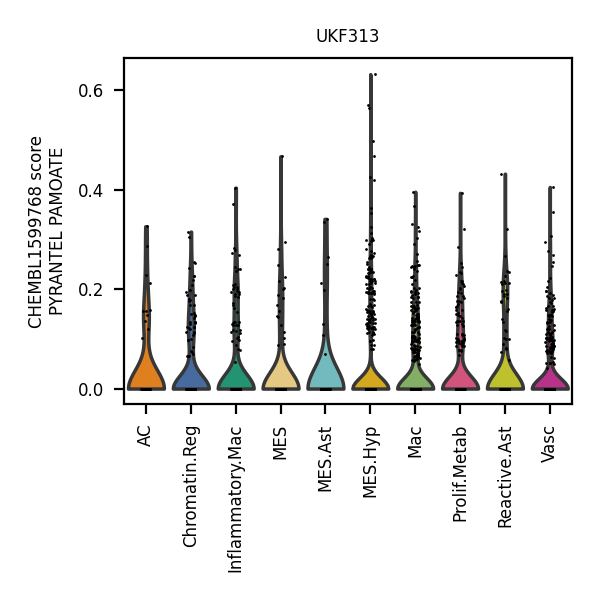 UKF313
CHEMBL1599768 score
PYRANTEL PAMOATE
0.6
0.4
0.2
0.0
AC
Chromatin.Reg
Inflammatory.Mac
MES
MES.Ast
MES.Hyp
Mac
Prolif.Metab
Reactive.Ast
Vasc